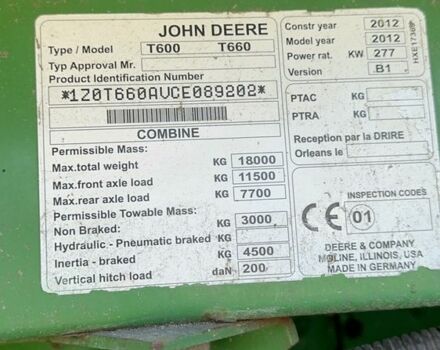 JOHN DEERE
Type / Model T600 T660
Typ Approval Mr.
Product Identification Number
*1Z0T660AVCE089202*
COMBINE
Permissible Mass:
Max.total weight KG 18000
Max.front axle load KG 11500
Max.rear axle load KG 7700
Permissible Towable Mass:
Non Braked: KG 3000
Hydraulic - Pneumatic braked KG
Inertia - braked KG 4500
Vertical hitch load daN 200
Constr year 2012
Model year 2012
Power rat. KW 277
Version B1
PTAC KG
PTRA KG
Reception par la DRIRE
Orleans le
INSPECTION CODES
CE 01
DEERE & COMPANY
MOLINE, ILLINOIS, USA
MADE IN GERMANY